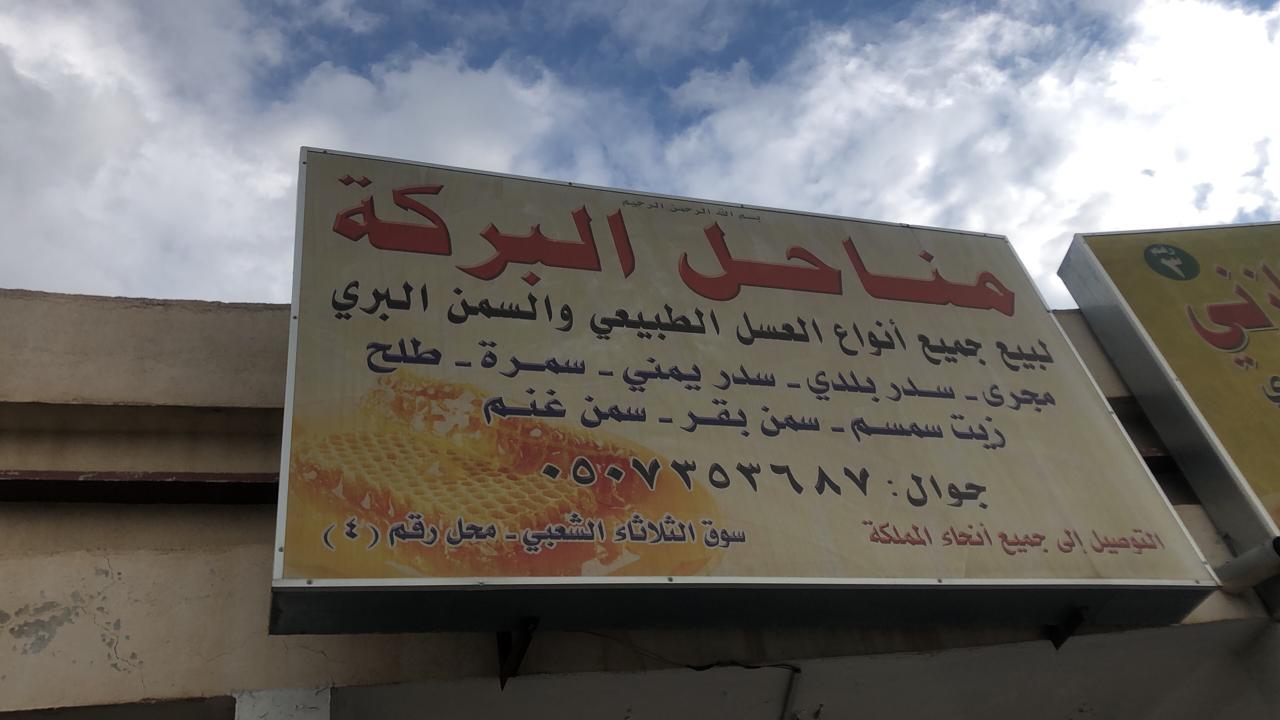 بسم الله الرحمن الرحيم
مناحل البركة
لبيع جميع أنواع العسل الطبيعي والسمن البري
مجرى - سدر بلدي - سدر يمني - سمرة - طلح
زيت سمسم - سمن بقر - سمن غنم
جوال: ٠٥٠٧٣٥٣٦٨٧
التوصيل إلى جميع أنحاء المملكة
سوق الثلاثاء الشعبي - محل رقم (٤)